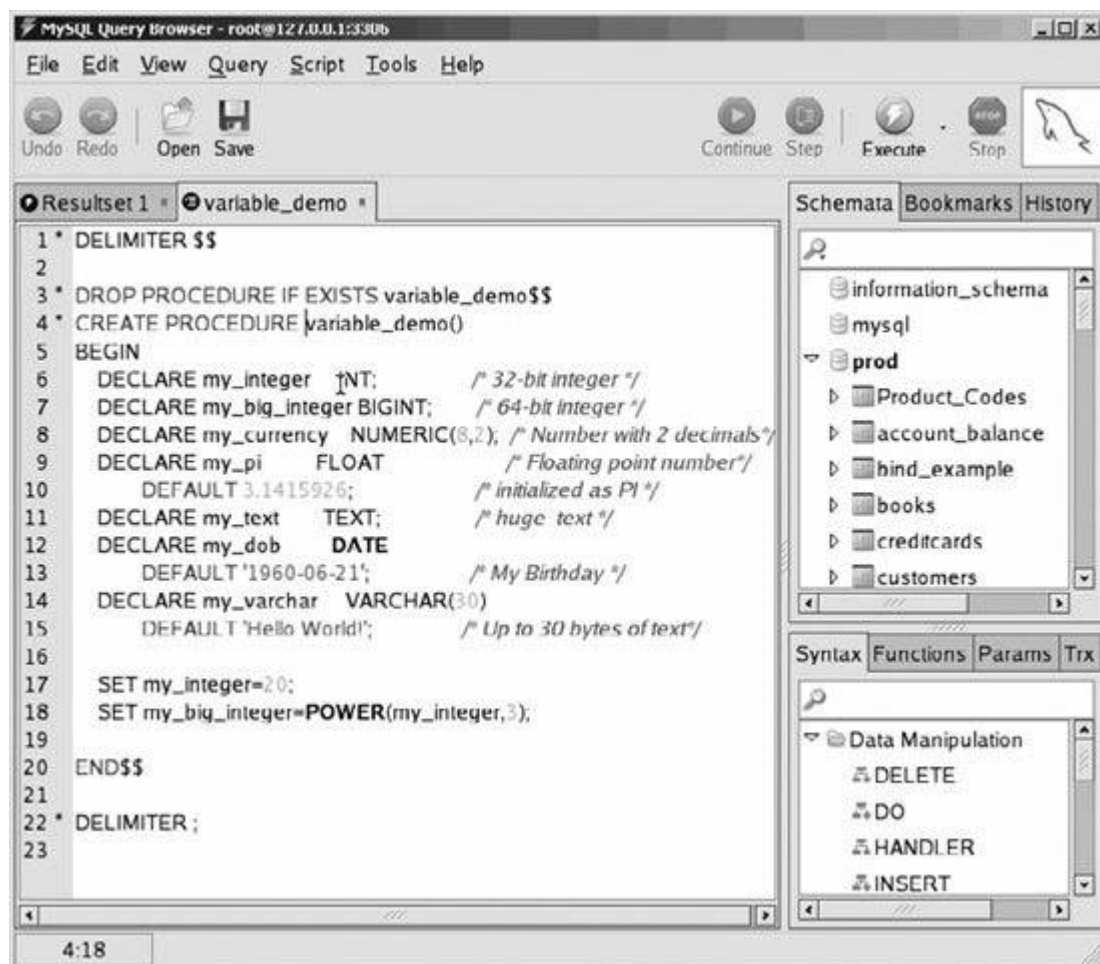 MySQL Query Browser - root@127.0.0.1:3306
File Edit View Query Script Tools Help
Undo Redo Open Save Continue Step Execute Stop
Resultset 1 variable_demo
1 * DELIMITER $$
2
3 * DROP PROCEDURE IF EXISTS variable_demo$$
4 * CREATE PROCEDURE variable_demo()
5 BEGIN
6 DECLARE my_integer INT; /* 32-bit integer */
7 DECLARE my_big_integer BIGINT; /* 64-bit integer */
8 DECLARE my_currency NUMERIC(8,2); /* Number with 2 decimals*/
9 DECLARE my_pi FLOAT /* Floating point number*/
10 DEFAULT 3.1415926; /* initialized as PI */
11 DECLARE my_text TEXT; /* huge text */
12 DECLARE my_dob DATE
13 DEFAULT '1960-06-21'; /* My Birthday */
14 DECLARE my_varchar VARCHAR(30)
15 DEFAULT 'Hello World!'; /* Up to 30 bytes of text*/
16
17 SET my_integer=20;
18 SET my_big_integer=POWER(my_integer,3);
19
20 END$$
21
22 * DELIMITER ;
23
4:18
Schemata Bookmarks History
information_schema
mysql
prod
Product_Codes
account_balance
bind_example
books
creditcards
customers
Syntax Functions Params Trx
Data Manipulation
DELETE
DO
HANDLER
INSERT